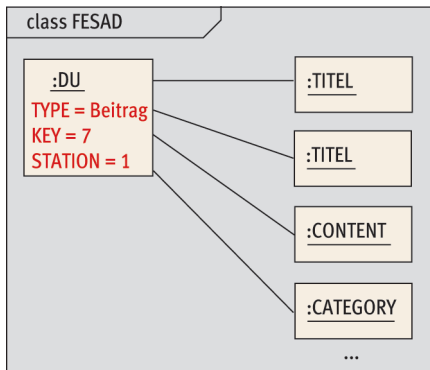 class FESAD
:DU
TYPE = Beitrag
KEY = 7
STATION = 1
:TITEL
:TITEL
:CONTENT
:CATEGORY
...